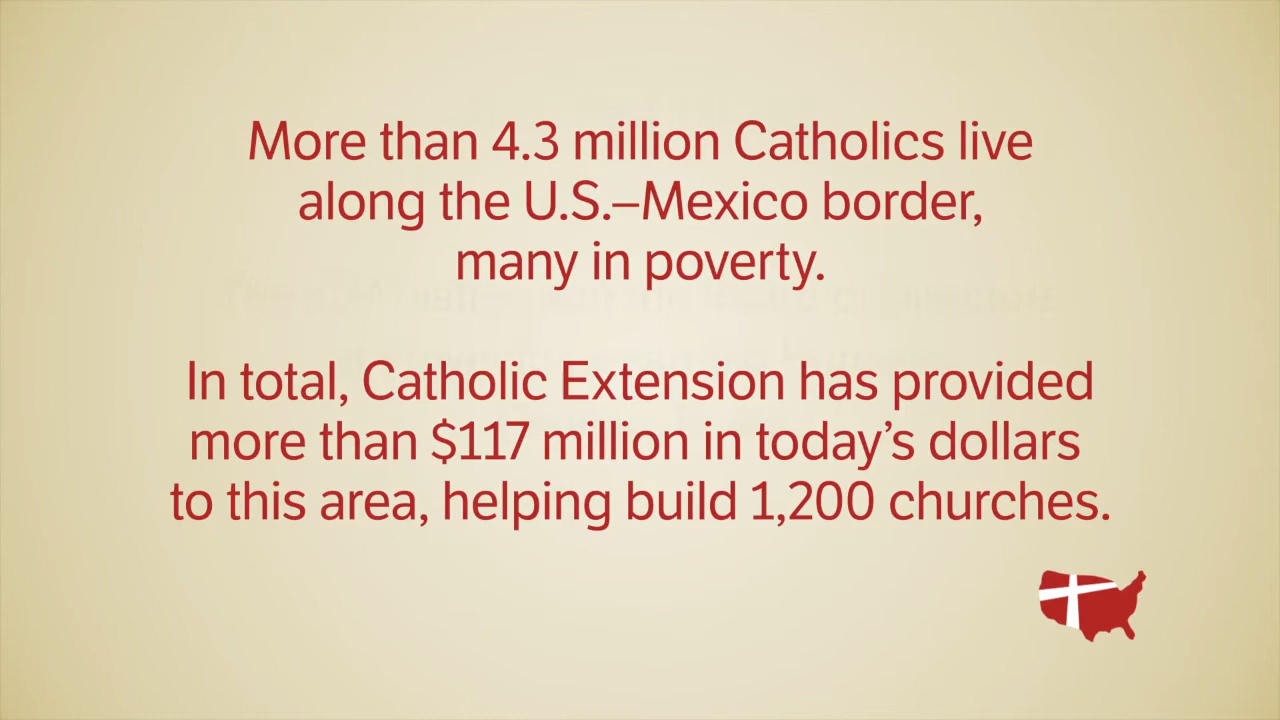 More than 4.3 million Catholics live
along the U.S.–Mexico border,
many in poverty.
In total, Catholic Extension has provided
more than $117 million in today’s dollars
to this area, helping build 1,200 churches.